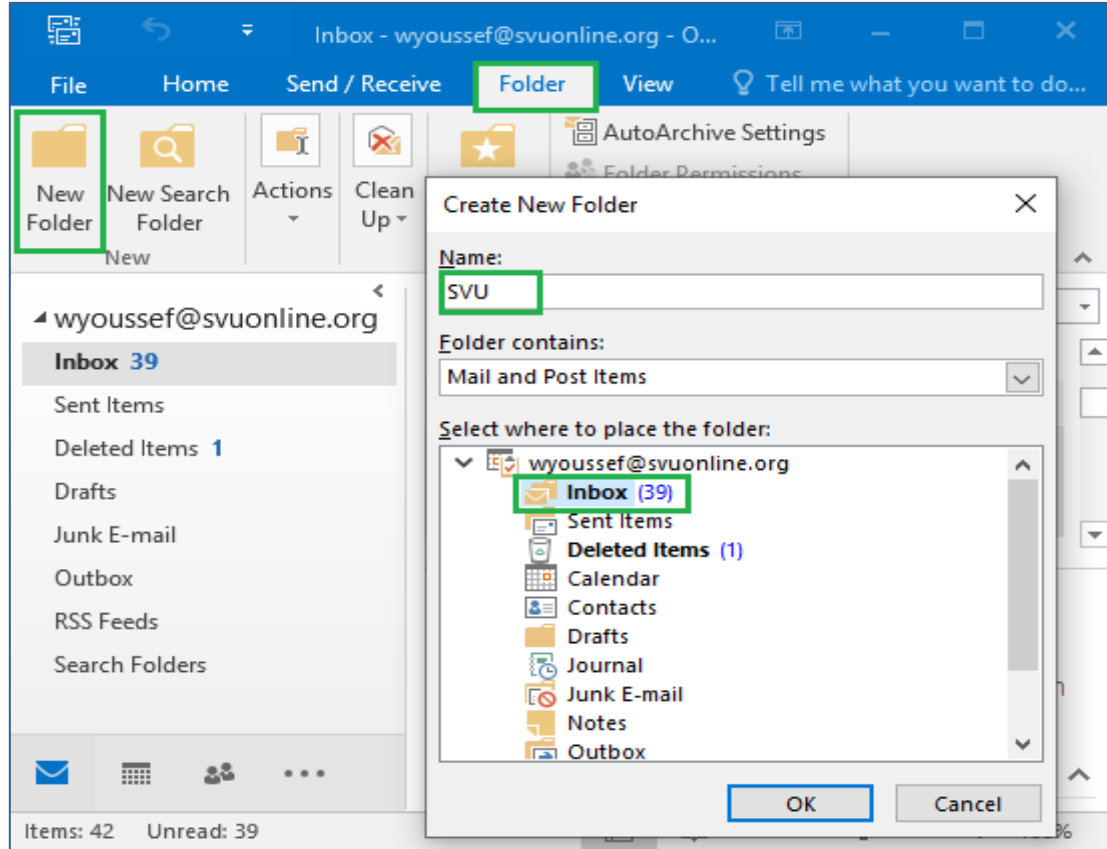 Inbox - wyoussef@svuonline.org - O...
File Home Send / Receive Folder View Tell me what you want to do...
New Folder
New Search Folder
Actions
Clean Up
AutoArchive Settings
Folder Permissions
New
Create New Folder
Name:
SVU
Folder contains:
Mail and Post Items
Select where to place the folder:
wyoussef@svuonline.org
Inbox (39)
Sent Items
Deleted Items (1)
Calendar
Contacts
Drafts
Journal
Junk E-mail
Notes
Outbox
OK Cancel
wyoussef@svuonline.org
Inbox 39
Sent Items
Deleted Items 1
Drafts
Junk E-mail
Outbox
RSS Feeds
Search Folders
Items: 42 Unread: 39